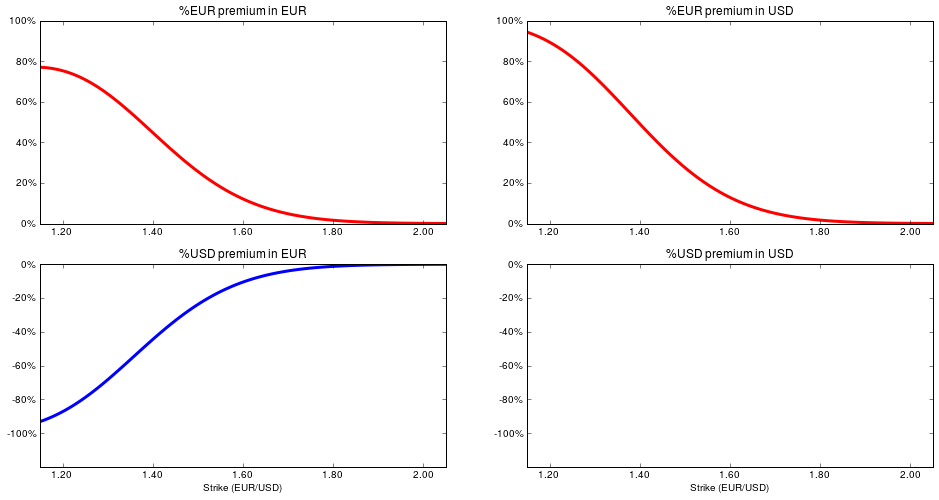 %EUR premium in EUR
100%
80%
60%
40%
20%
0%
1.20 1.40 1.60 1.80 2.00
%EUR premium in USD
100%
80%
60%
40%
20%
0%
1.20 1.40 1.60 1.80 2.00
%USD premium in EUR
0%
-20%
-40%
-60%
-80%
-100%
1.20 1.40 1.60 1.80 2.00
Strike (EUR/USD)
%USD premium in USD
0%
-20%
-40%
-60%
-80%
-100%
1.20 1.40 1.60 1.80 2.00
Strike (EUR/USD)